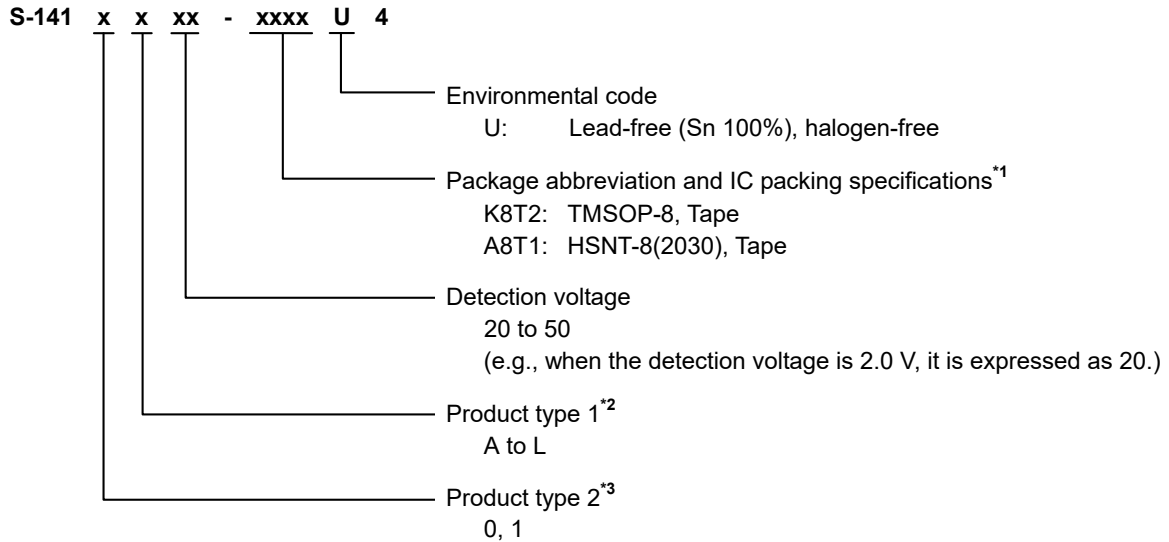 S-141 x x xx - xxxx U 4
Environmental code
U: Lead-free (Sn 100%), halogen-free
Package abbreviation and IC packing specifications*1
K8T2: TMSOP-8, Tape
A8T1: HSNT-8(2030), Tape
Detection voltage
20 to 50
(e.g., when the detection voltage is 2.0 V, it is expressed as 20.)
Product type 1*2
A to L
Product type 2*3
0, 1